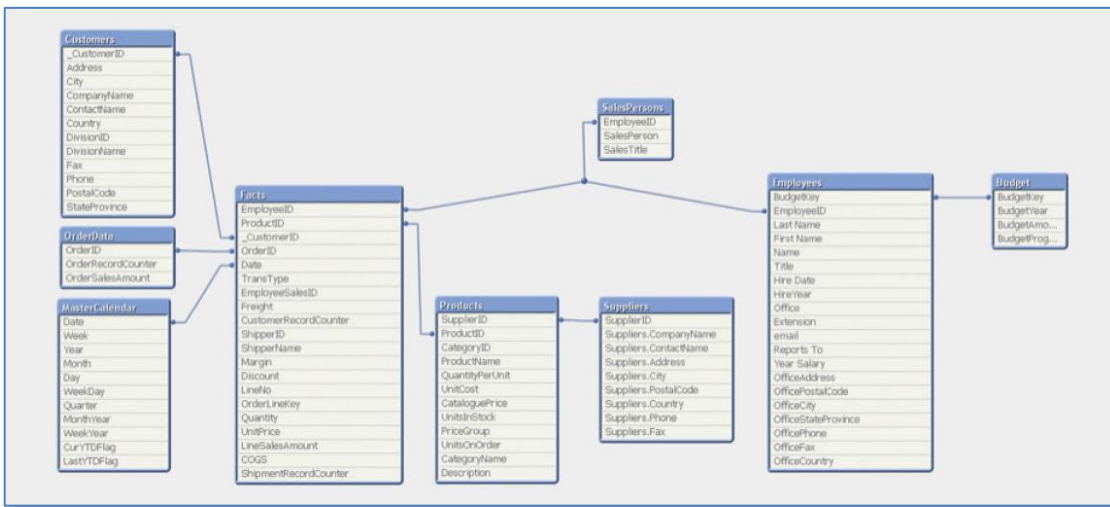 Customers
_CustomerID
Address
City
CompanyName
ContactName
Country
DivisionID
DivisionName
Fax
Phone
PostalCode
StateProvince
OrderData
OrderID
OrderRecordCounter
OrderSalesAmount
MasterCalendar
Date
Week
Year
Month
Day
WeekDay
Quarter
MonthYear
WeekYear
CurYTDFlag
LastYTDFlag
Facts
EmployeeID
ProductID
_CustomerID
OrderID
Date
TransType
EmployeeSalesID
Freight
CustomerRecordCounter
ShipperID
ShipperName
Margin
Discount
LineNo
OrderLineKey
Quantity
UnitPrice
LineSalesAmount
COGS
ShipmentRecordCounter
Products
SupplierID
ProductID
CategoryID
ProductName
QuantityPerUnit
UnitCost
CataloguePrice
UnitsInStock
PriceGroup
UnitsOnOrder
CategoryName
Description
SalesPersons
EmployeeID
SalesPerson
SalesTitle
Suppliers
SupplierID
Suppliers.CompanyName
Suppliers.ContactName
Suppliers.Address
Suppliers.City
Suppliers.PostalCode
Suppliers.Country
Suppliers.Phone
Suppliers.Fax
Employees
BudgetKey
EmployeeID
Last Name
First Name
Name
Title
Hire Date
HireYear
Office
Extension
email
Reports To
Year Salary
OfficeAddress
OfficePostalCode
OfficeCity
OfficeStateProvince
OfficePhone
OfficeFax
OfficeCountry
Budget
BudgetKey
BudgetYear
BudgetAmo...
BudgetProg...